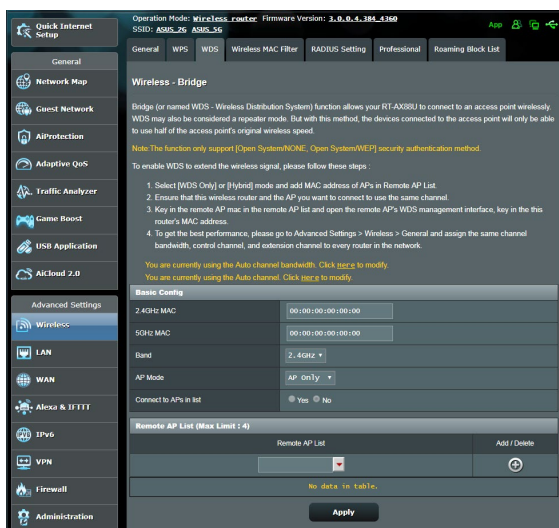 Quick Internet
Setup
General
Network Map
Guest Network
AiProtection
Adaptive QoS
Traffic Analyzer
Game Boost
USB Application
AiCloud 2.0
Advanced Settings
Wireless
LAN
WAN
Alexa & IFTTT
IPv6
VPN
Firewall
Administration
Operation Mode: Wireless router Firmware Version: 3.0.0.4.384_4360
SSID: ASUS_2G ASUS_5G
App
General WPS WDS Wireless MAC Filter RADIUS Setting Professional Roaming Block List
Wireless - Bridge
Bridge (or named WDS - Wireless Distribution System) function allows your RT-AX88U to connect to an access point wirelessly.
WDS may also be considered a repeater mode. But with this method, the devices connected to the access point will only be able
to use half of the access point's original wireless speed.
Note:The function only support [Open System/NONE, Open System/WEP] security authentication method.
To enable WDS to extend the wireless signal, please follow these steps :
1. Select [WDS Only] or [Hybrid] mode and add MAC address of APs in Remote AP List.
2. Ensure that this wireless router and the AP you want to connect to use the same channel.
3. Key in the remote AP mac in the remote AP list and open the remote AP's WDS management interface, key in the this
router's MAC address.
4. To get the best performance, please go to Advanced Settings > Wireless > General and assign the same channel
bandwidth, control channel, and extension channel to every router in the network.
You are currently using the Auto channel bandwidth. Click Here to modify.
You are currently using the Auto channel. Click Here to modify.
Basic Config
2.4GHz MAC 00:00:00:00:00:00
5GHz MAC 00:00:00:00:00:00
Band 2.4GHz
AP Mode AP Only
Connect to APs in list Yes No
Remote AP List (Max Limit : 4)
Remote AP List Add / Delete
No data in table.
Apply